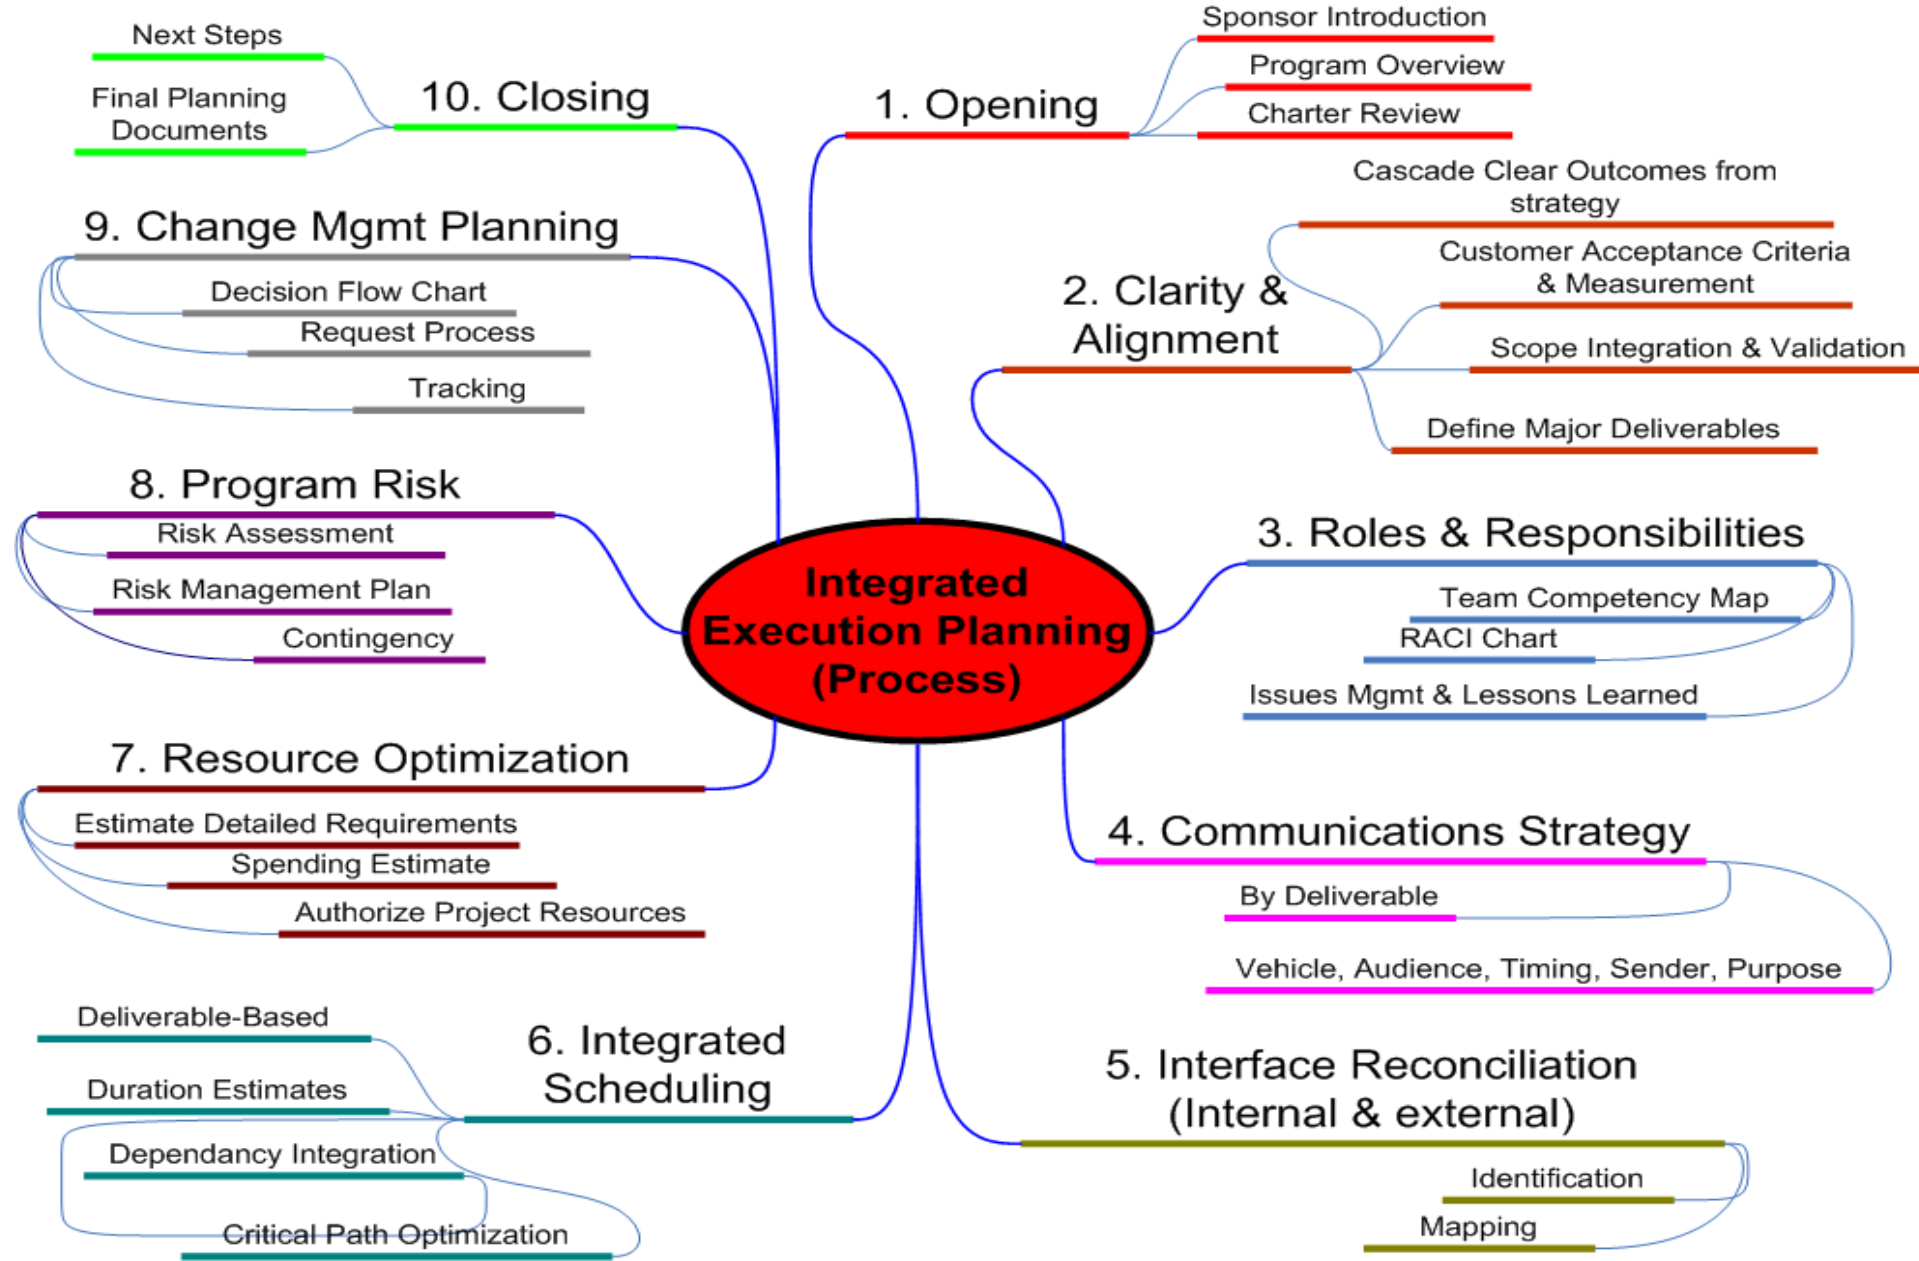 Integrated
Execution Planning
(Process)
1. Opening
Sponsor Introduction
Program Overview
Charter Review
2. Clarity &
Alignment
Cascade Clear Outcomes from
strategy
Customer Acceptance Criteria
& Measurement
Scope Integration & Validation
Define Major Deliverables
3. Roles & Responsibilities
Team Competency Map
RACI Chart
Issues Mgmt & Lessons Learned
4. Communications Strategy
By Deliverable
Vehicle, Audience, Timing, Sender, Purpose
5. Interface Reconciliation
(Internal & external)
Identification
Mapping
6. Integrated
Scheduling
Deliverable-Based
Duration Estimates
Dependancy Integration
Critical Path Optimization
7. Resource Optimization
Estimate Detailed Requirements
Spending Estimate
Authorize Project Resources
8. Program Risk
Risk Assessment
Risk Management Plan
Contingency
9. Change Mgmt Planning
Decision Flow Chart
Request Process
Tracking
10. Closing
Next Steps
Final Planning
Documents